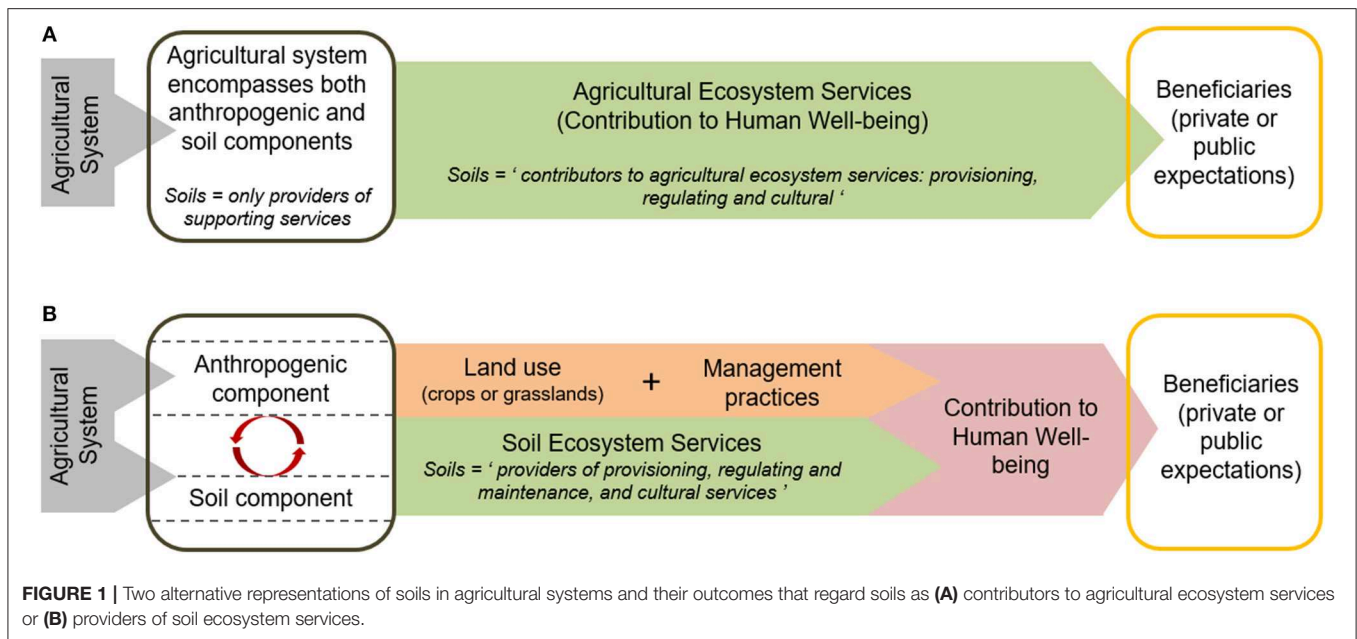 A
Agricultural
System
Agricultural system
encompasses both
anthropogenic and
soil components
Soils = only providers of
supporting services
Agricultural Ecosystem Services
(Contribution to Human Well-being)
Soils = ‘ contributors to agricultural ecosystem services: provisioning,
regulating and cultural ‘
Beneficiaries
(private or
public
expectations)
B
Agricultural
System
Anthropogenic
component
Soil component
Land use
(crops or grasslands)
+
Management
practices
Soil Ecosystem Services
Soils = ‘ providers of provisioning, regulating and
maintenance, and cultural services ’
Contribution to
Human Well-
being
Beneficiaries
(private or
public
expectations)
FIGURE 1 | Two alternative representations of soils in agricultural systems and their outcomes that regard soils as (A) contributors to agricultural ecosystem services
or (B) providers of soil ecosystem services.